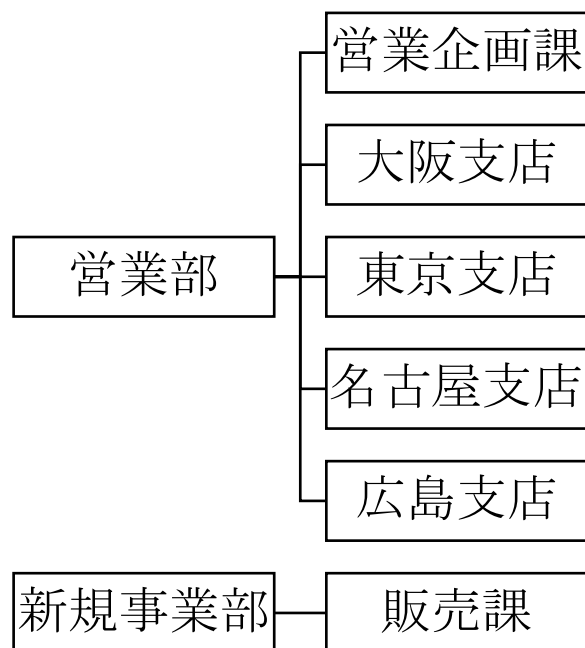 営業部
営業企画課
大阪支店
東京支店
名古屋支店
広島支店
新規事業部
販売課